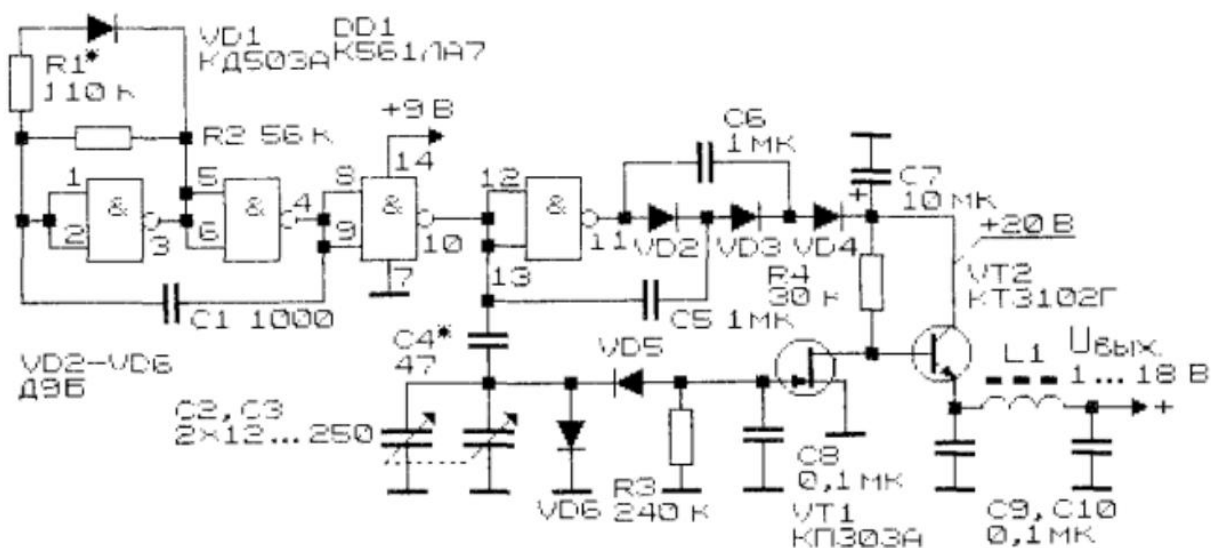 VD1
КД503А
DD1
К561ЛА7
R1*
110 к
R2 56 к
+9 В
14
1
2
&
3
5
6
&
4
8
9
&
10
7
12
13
&
11
C1 1000
C6
1 мк
VD2
VD3
VD4
C7
10 мк
+
+20 В
VT2
КТ3102Г
R4
30 к
C5 1 мк
C4*
47
VD5
VD2-VD6
Д9Б
C2, C3
2×12...250
VD6
R3
240 к
C8
0,1 мк
VT1
КП303А
L1
Uвых.
1 ... 18 В
+
C9, C10
0,1 мк